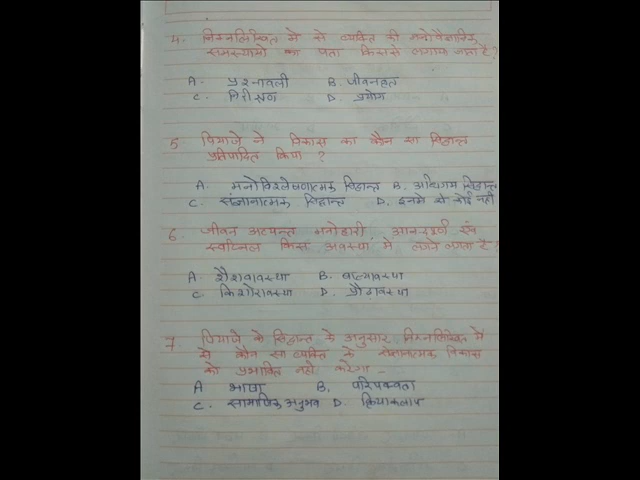 4. निम्नलिखित में से व्यक्ति की मनोवैज्ञानिक
समस्याओं का पता किससे लगाया जाता है?
A. प्रश्नावली B. जीवनवृत
C. निरीक्षण D. प्रयोग
5. पियाजे ने विकास का कौन सा सिद्धान्त
प्रतिपादित किया ?
A. मनोविश्लेषणात्मक सिद्धान्त B. अधिगम सिद्धान्त
C. संज्ञानात्मक सिद्धान्त D. इनमे से कोई नही
6. जीवन अत्यन्त मनोहारी, आनन्दपूर्ण एवं
स्वप्निल किस अवस्था में लगने लगता है ?
A. शैशवावस्था B. बाल्यावस्था
C. किशोरावस्था D. प्रौढावस्था
7 पियाजे के सिद्धान्त के अनुसार निम्नलिखित में
से कौन सा व्यक्ति के संज्ञानात्मक विकास
को प्रभावित नही करेगा -
A भाषा B. परिपक्वता
C. सामाजिक अनुभव D. क्रियाकलाप